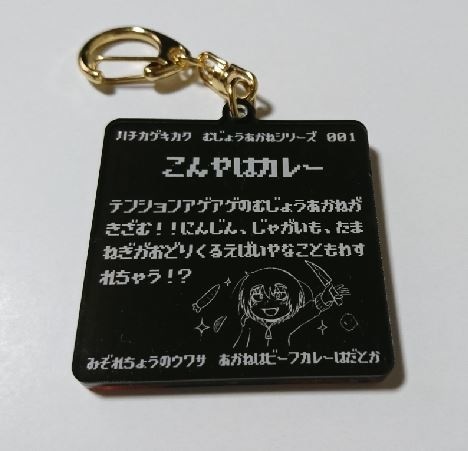 ハチカゲキカク むじょうあかねシリーズ 001
こんやはカレー
テンションアゲアゲのむじょうあかねが
きざむ!!にんじん、じゃがいも、たま
ねぎがおどりくるえばいやなこともわす
れちゃう!?
みぞれちょうのウワサ あかねはビーフカレーはだとか